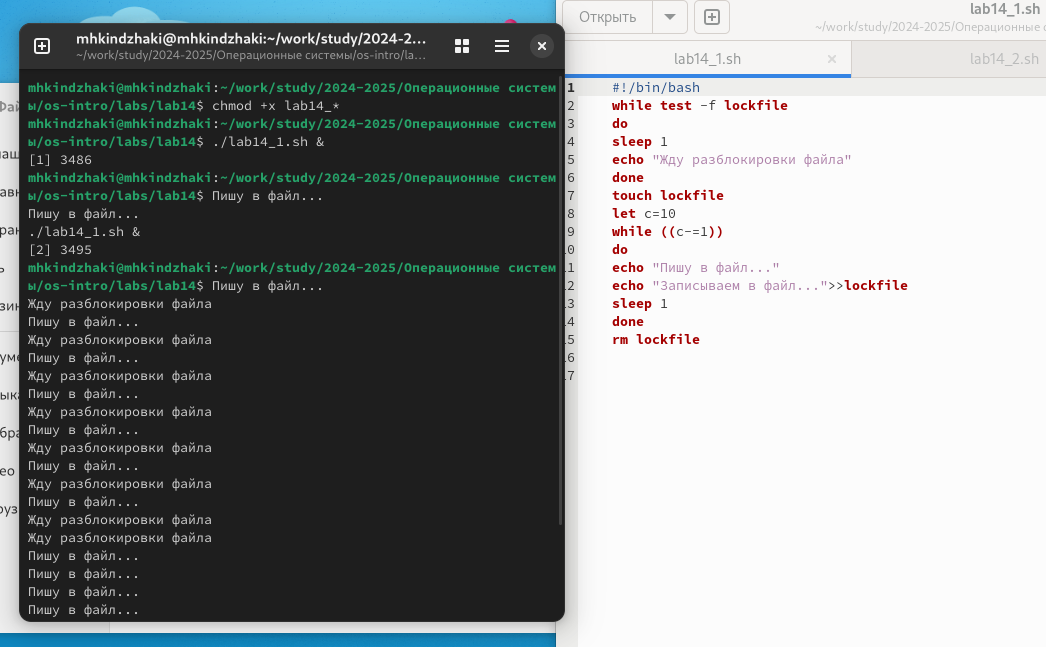 mhkindzhaki@mhkindzhaki:~/work/study/2024-2...
~/work/study/2024-2025/Операционные системы/os-intro/la...
mhkindzhaki@mhkindzhaki:~/work/study/2024-2025/Операционные систем
ы/os-intro/labs/lab14$ chmod +x lab14_*
mhkindzhaki@mhkindzhaki:~/work/study/2024-2025/Операционные систем
ы/os-intro/labs/lab14$ ./lab14_1.sh &
[1] 3486
mhkindzhaki@mhkindzhaki:~/work/study/2024-2025/Операционные систем
ы/os-intro/labs/lab14$ Пишу в файл...
Пишу в файл...
./lab14_1.sh &
[2] 3495
mhkindzhaki@mhkindzhaki:~/work/study/2024-2025/Операционные систем
ы/os-intro/labs/lab14$ Пишу в файл...
Жду разблокировки файла
Пишу в файл...
Жду разблокировки файла
Пишу в файл...
Жду разблокировки файла
Пишу в файл...
Жду разблокировки файла
Пишу в файл...
Жду разблокировки файла
Пишу в файл...
Жду разблокировки файла
Пишу в файл...
Жду разблокировки файла
Жду разблокировки файла
Пишу в файл...
Пишу в файл...
Пишу в файл...
Пишу в файл...
Открыть
lab14_1.sh
~/work/study/2024-2025/Операционные
lab14_1.sh
lab14_2.sh
1 #!/bin/bash
2 while test -f lockfile
3 do
4 sleep 1
5 echo "Жду разблокировки файла"
6 done
7 touch lockfile
8 let c=10
9 while ((c-=1))
10 do
11 echo "Пишу в файл..."
12 echo "Записываем в файл...">>lockfile
13 sleep 1
14 done
15 rm lockfile
16
17